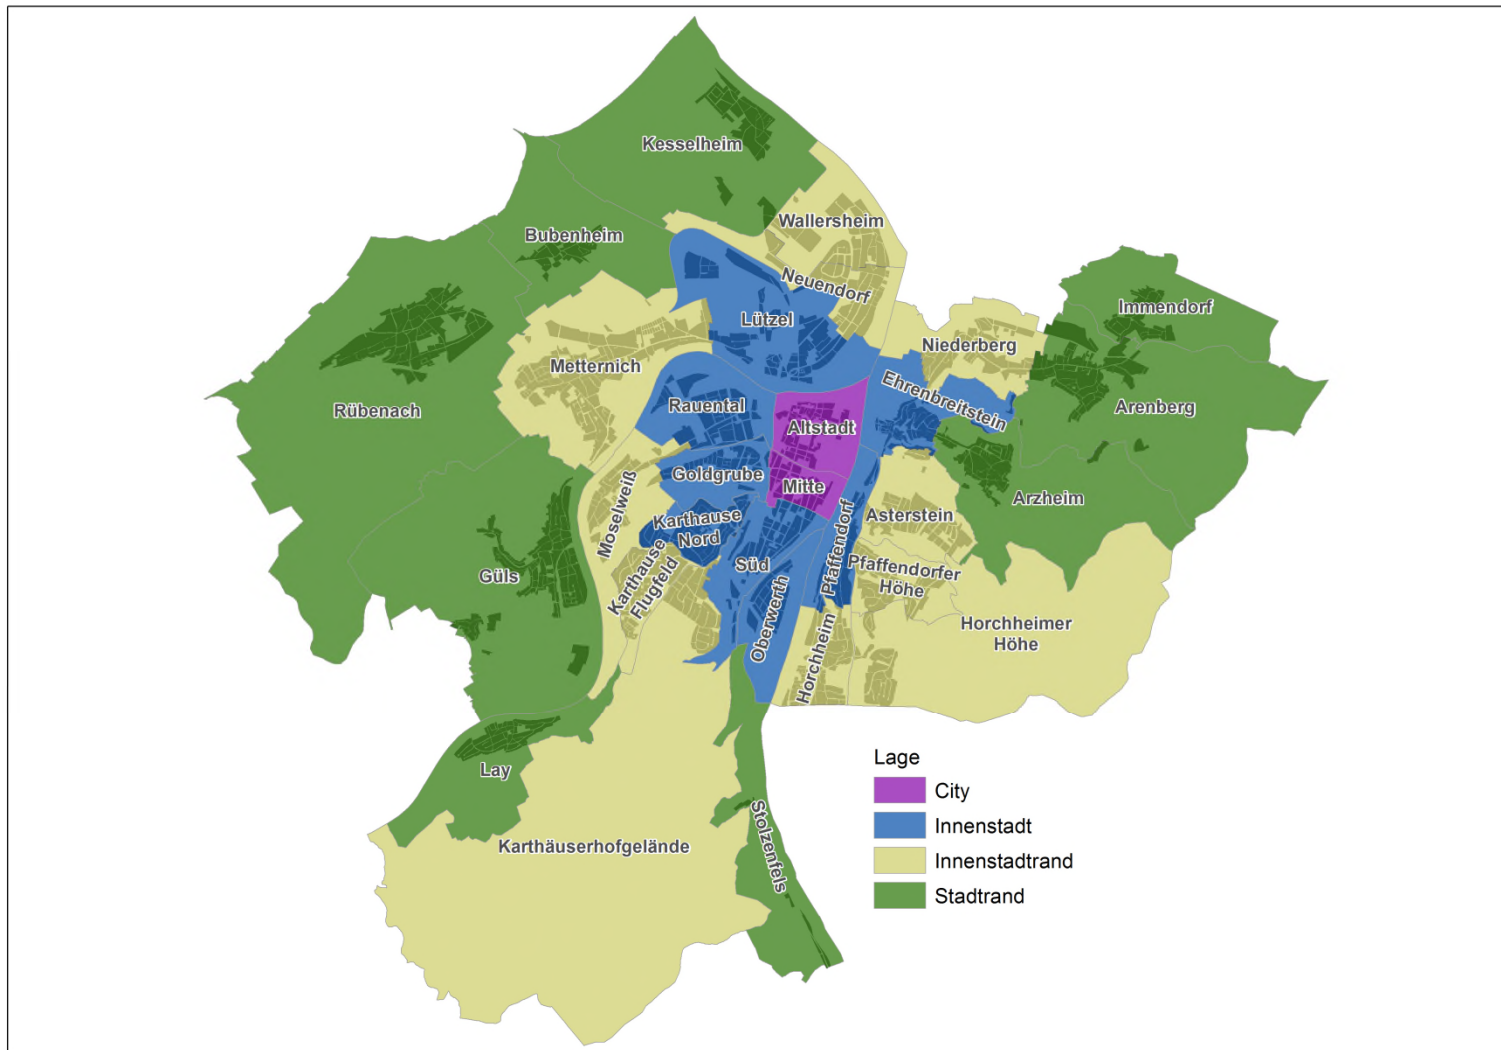 Kesselheim
Wallersheim
Bubenheim
Neuendorf
Immendorf
Lützel
Niederberg
Metternich
Ehrenbreitstein
Rübenach
Rauental
Arenberg
Altstadt
Goldgrube
Mitte
Arzheim
Moselweiß
Karthause
Nord
Asterstein
Pfaffendorf
Süd
Güls
Karthause
Flugfeld
Pfaffendorfer
Höhe
Oberwerth
Horchheim
Horchheimer
Höhe
Lay
Karthäuserhofgelände
Stolzenfels
Lage
City
Innenstadt
Innenstadtrand
Stadtrand